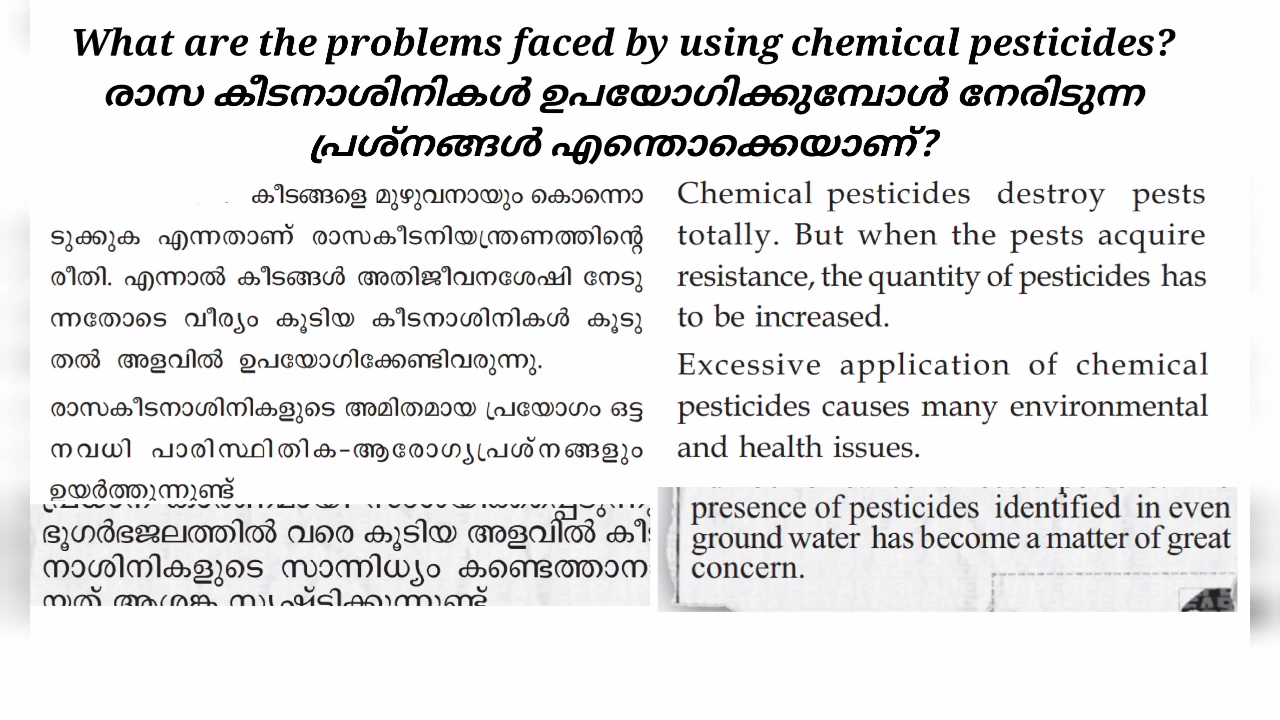 What are the problems faced by using chemical pesticides?
രാസ കീടനാശിനികൾ ഉപയോഗിക്കുമ്പോൾ നേരിടുന്ന
പ്രശ്നങ്ങൾ എന്തൊക്കെയാണ്?
കീടങ്ങളെ മുഴുവനായും കൊന്നൊ
ടുക്കുക എന്നതാണ് രാസകീടനിയന്ത്രണത്തിന്റെ
രീതി. എന്നാൽ കീടങ്ങൾ അതിജീവനശേഷി നേടു
ന്നതോടെ വീര്യം കൂടിയ കീടനാശിനികൾ കൂടു
തൽ അളവിൽ ഉപയോഗിക്കേണ്ടിവരുന്നു.
രാസകീടനാശിനികളുടെ അമിതമായ പ്രയോഗം ഒട്ട
നവധി പാരിസ്ഥിതിക-ആരോഗ്യപ്രശ്നങ്ങളും
ഉയർത്തുന്നുണ്ട്
ഭൂഗർഭജലത്തിൽ വരെ കൂടിയ അളവിൽ കീട
നാശിനികളുടെ സാന്നിധ്യം കണ്ടെത്താന
യത് ആശങ്ക സൃഷ്ടിക്കുന്നുണ്ട്
Chemical pesticides destroy pests
totally. But when the pests acquire
resistance, the quantity of pesticides has
to be increased.
Excessive application of chemical
pesticides causes many environmental
and health issues.
presence of pesticides identified in even
ground water has become a matter of great
concern.